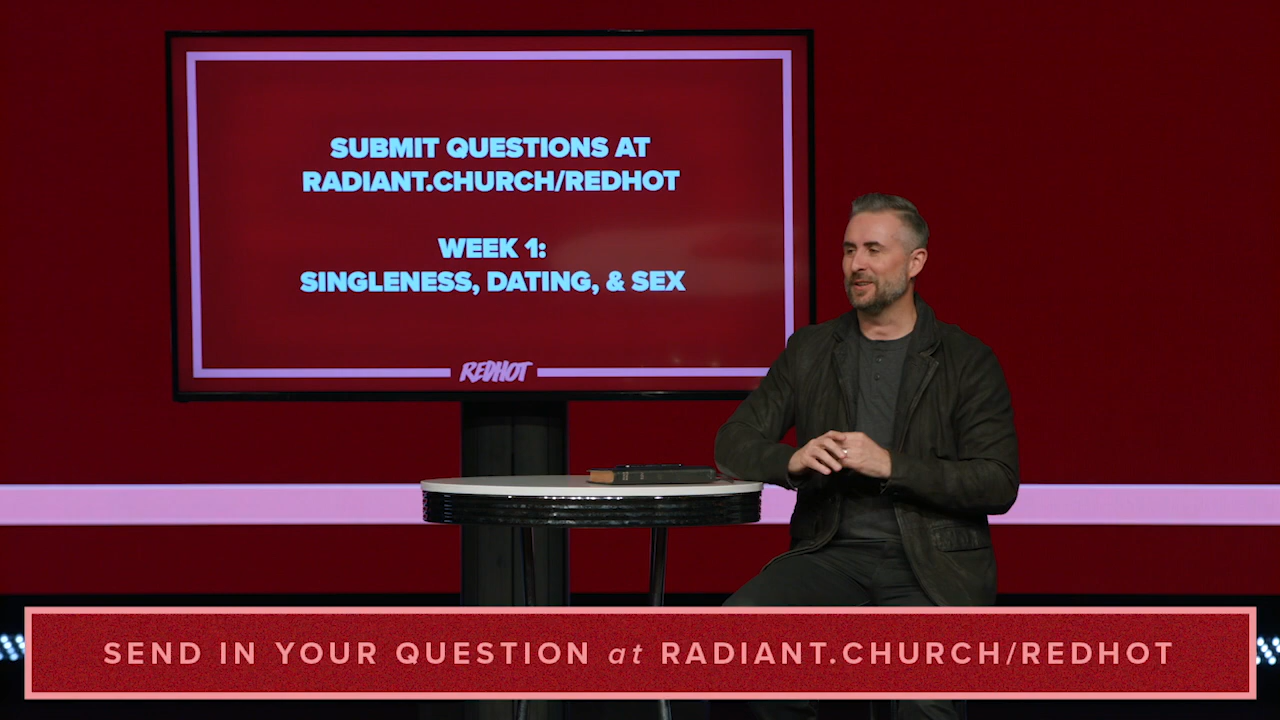 SUBMIT QUESTIONS AT
RADIANT.CHURCH/REDHOT
WEEK 1:
SINGLENESS, DATING, & SEX
REDHOT
SEND IN YOUR QUESTION at RADIANT.CHURCH/REDHOT